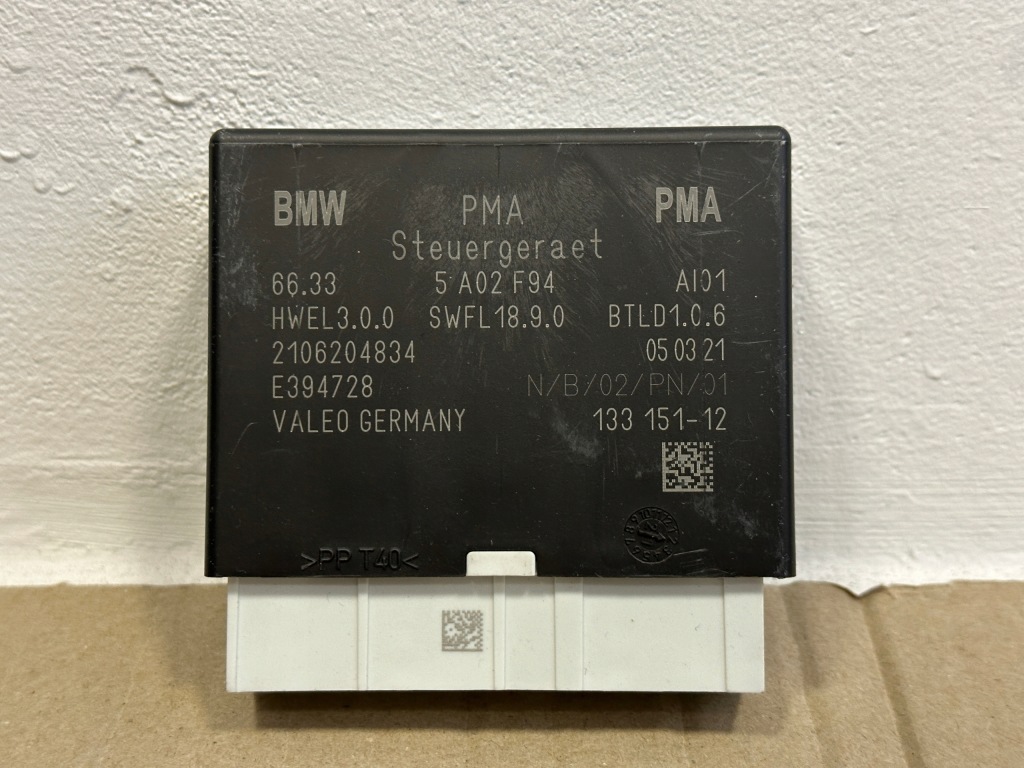 BMW PMA PMA
Steuergeraet
66.33 5 A02 F94 AI01
HWEL3.0.0 SWFL18.9.0 BTLD1.0.6
2106204834 05 03 21
E394728 N/B/02/PN/01
VALEO GERMANY 133 151-12
>PP T40<